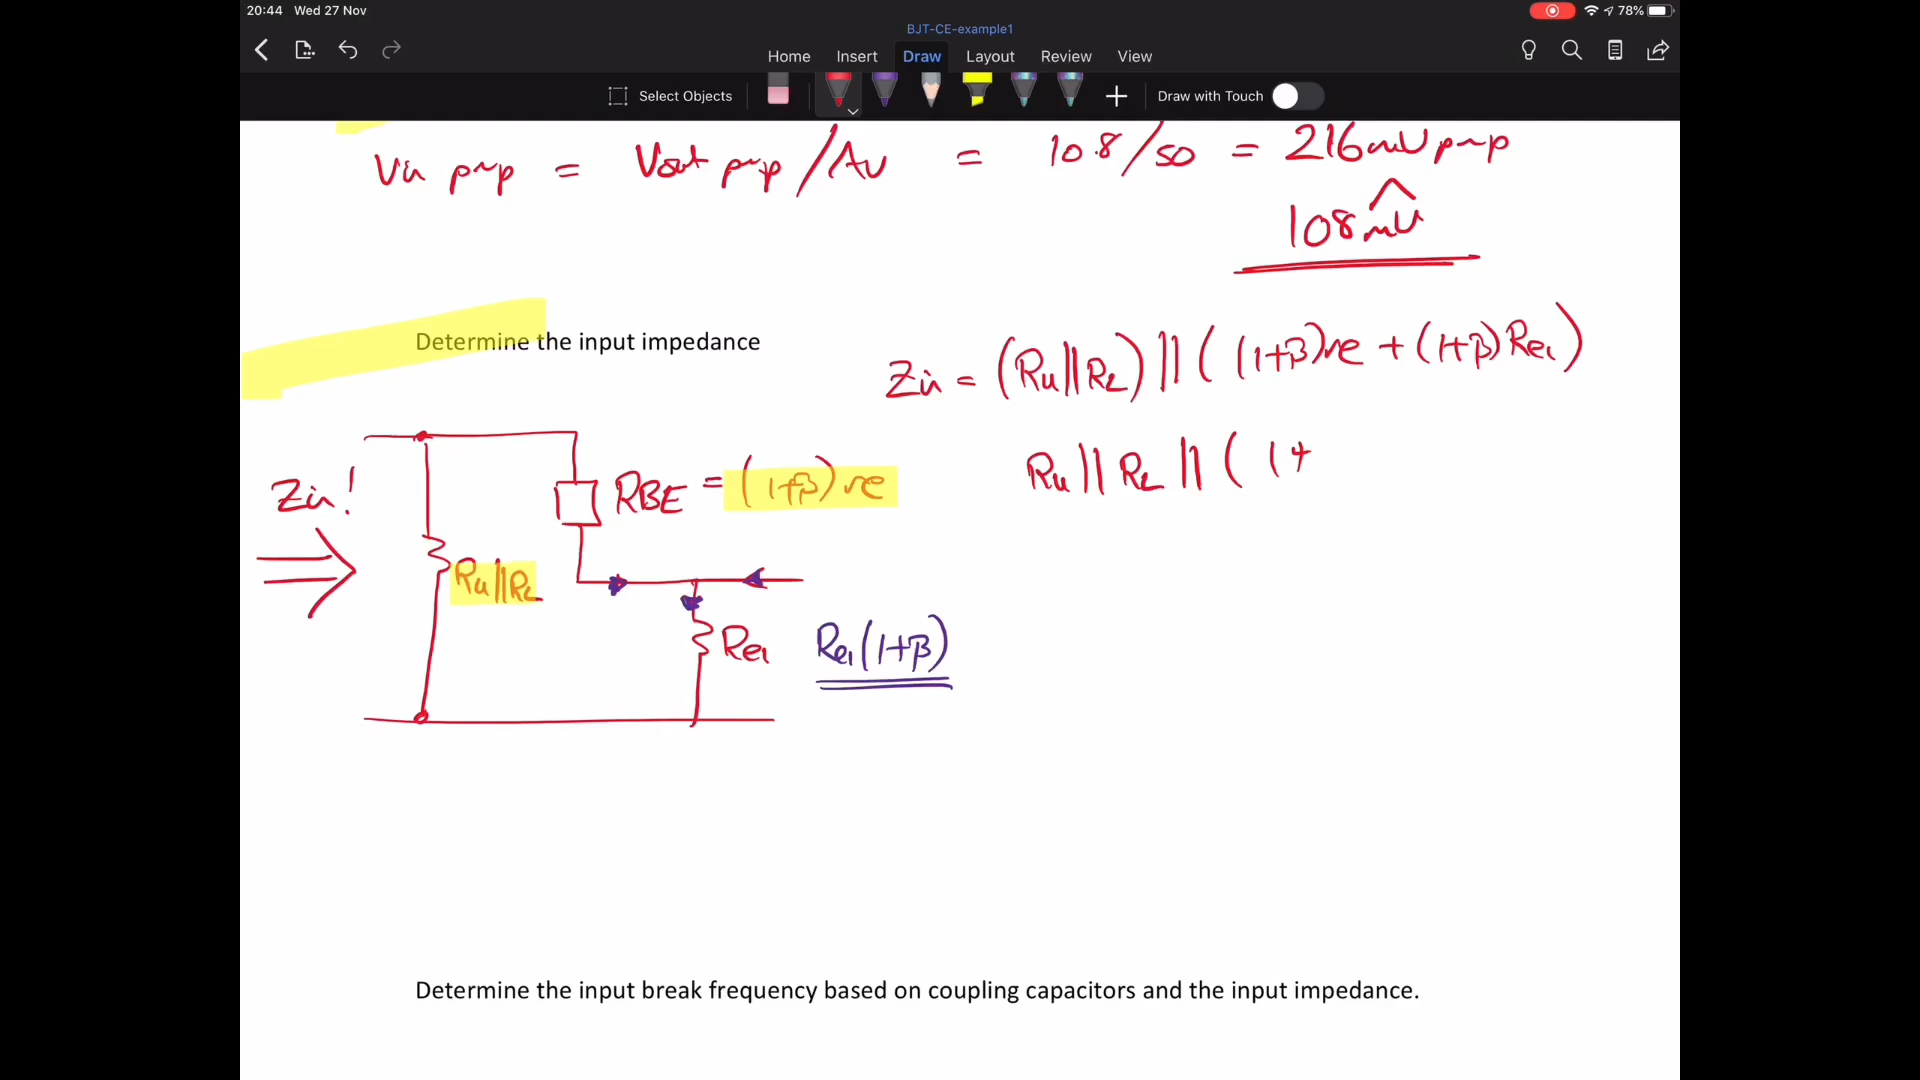 20:44 Wed 27 Nov 78%
BJT-CE-example1
Home Insert Draw Layout Review View
Select Objects Draw with Touch
Vin pnp = Vout pnp / Av = 10.8/50 = 216mV pnp
108mV
Determine the input impedance
Zin = (Ru||RL) || ( (1+β)re + (1+β)Re1 )
Ru || RL || ( (1+
Zin!
RBE = (1+β)re
Ru||RL
Re1
Re1(1+β)
Determine the input break frequency based on coupling capacitors and the input impedance.